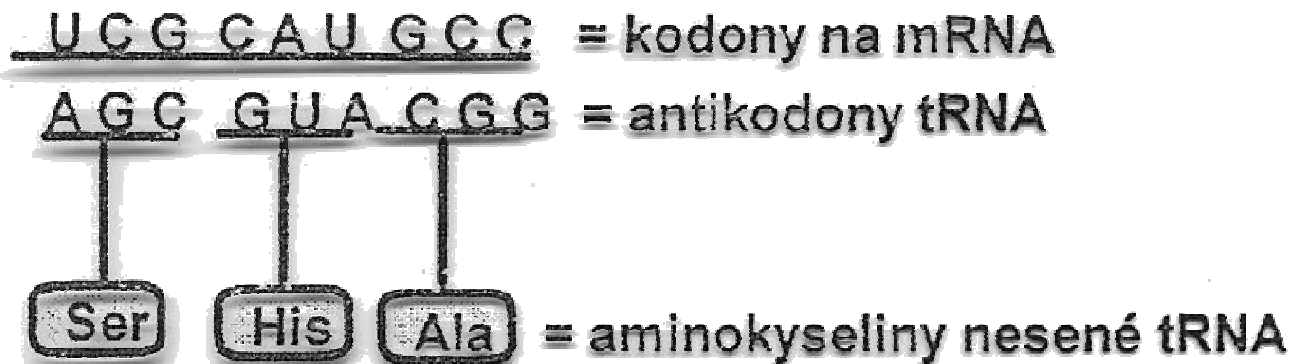 UCG CAU GCC = kodony na mRNA
AGC GUA CGG = antikodony tRNA
Ser His Ala = aminokyseliny nesené tRNA